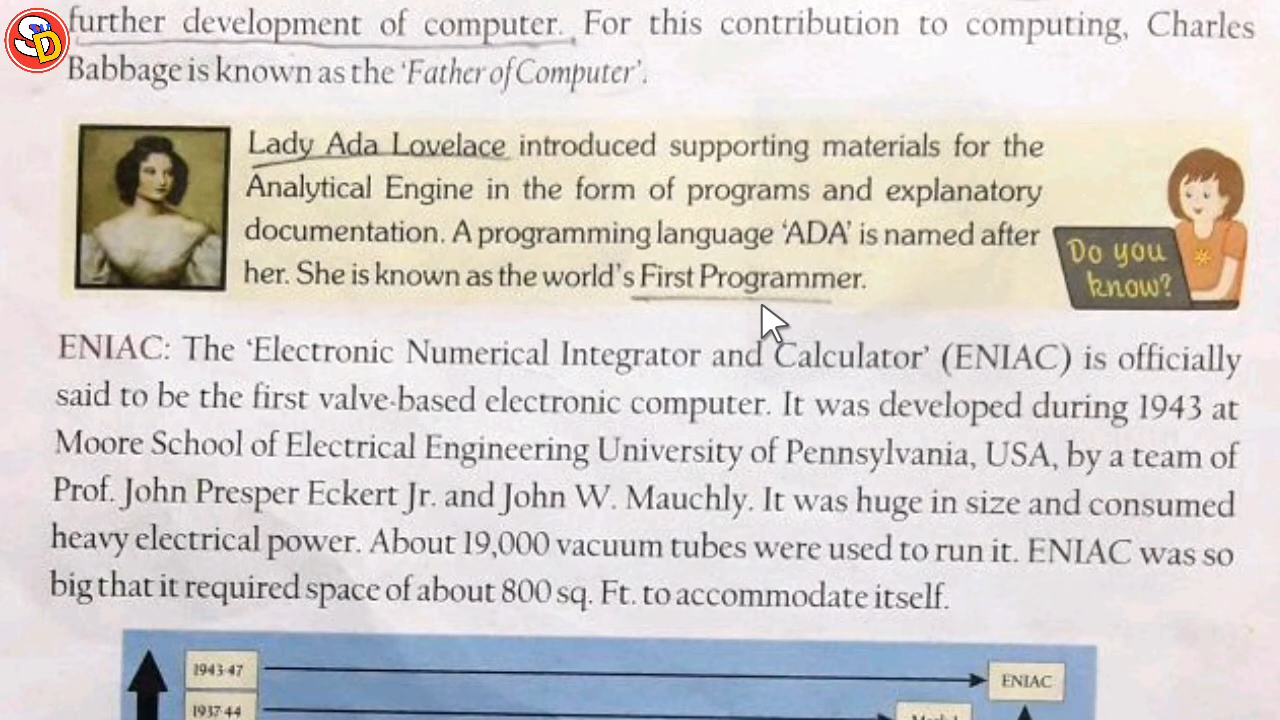 SD
further development of computer. For this contribution to computing, Charles
Babbage is known as the 'Father of Computer'.
Lady Ada Lovelace introduced supporting materials for the
Analytical Engine in the form of programs and explanatory
documentation. A programming language 'ADA' is named after
her. She is known as the world's First Programmer.
Do you
know?
ENIAC: The 'Electronic Numerical Integrator and Calculator' (ENIAC) is officially
said to be the first valve-based electronic computer. It was developed during 1943 at
Moore School of Electrical Engineering University of Pennsylvania, USA, by a team of
Prof. John Presper Eckert Jr. and John W. Mauchly. It was huge in size and consumed
heavy electrical power. About 19,000 vacuum tubes were used to run it. ENIAC was so
big that it required space of about 800 sq. Ft. to accommodate itself.
1943-47
ENIAC
1937-44